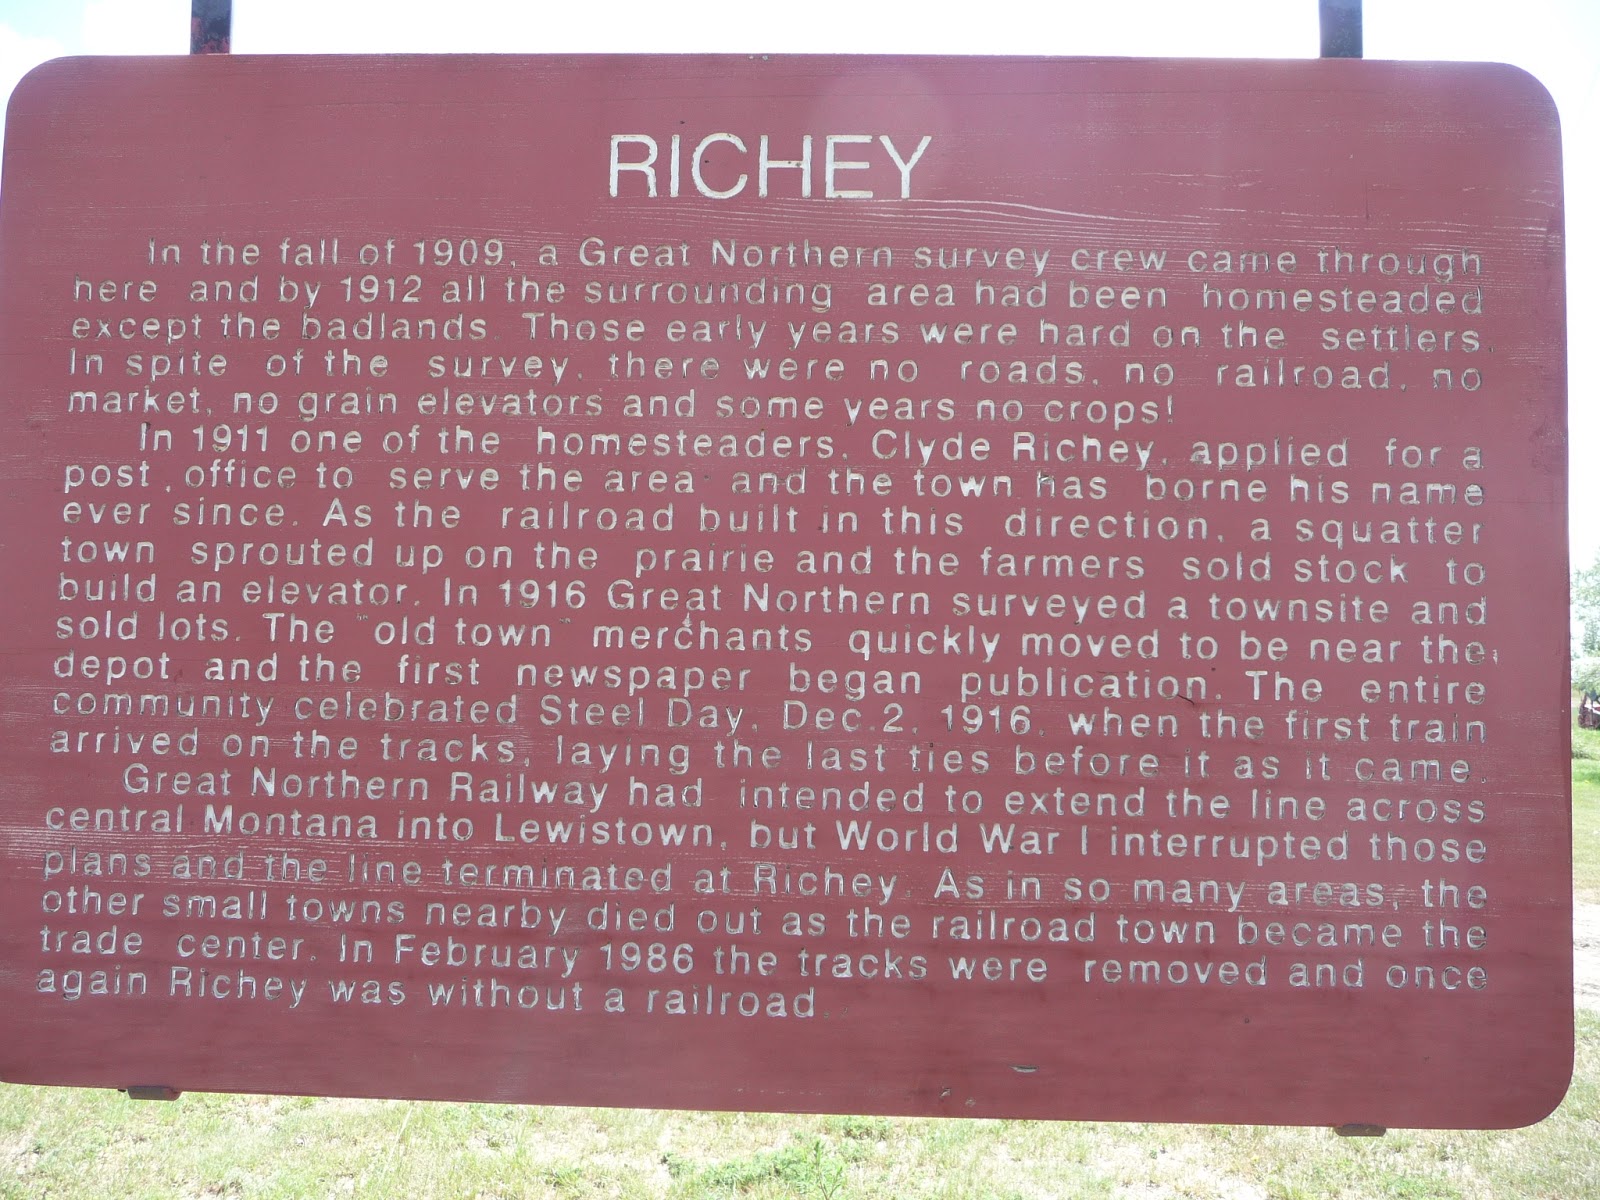 RICHEY
In the fall of 1909, a Great Northern survey crew came through
here and by 1912 all the surrounding area had been homesteaded
except the badlands. Those early years were hard on the settlers.
In spite of the survey, there were no roads, no railroad, no
market, no grain elevators and some years no crops!
In 1911 one of the homesteaders, Clyde Richey, applied for a
post office to serve the area and the town has borne his name
ever since. As the railroad built in this direction, a squatter
town sprouted up on the prairie and the farmers sold stock to
build an elevator. In 1916 Great Northern surveyed a townsite and
sold lots. The "old town" merchants quickly moved to be near the
depot and the first newspaper began publication. The entire
community celebrated Steel Day, Dec. 2, 1916, when the first train
arrived on the tracks, laying the last ties before it as it came.
Great Northern Railway had intended to extend the line across
central Montana into Lewistown, but World War I interrupted those
plans and the line terminated at Richey. As in so many areas, the
other small towns nearby died out as the railroad town became the
trade center. In February 1986 the tracks were removed and once
again Richey was without a railroad.